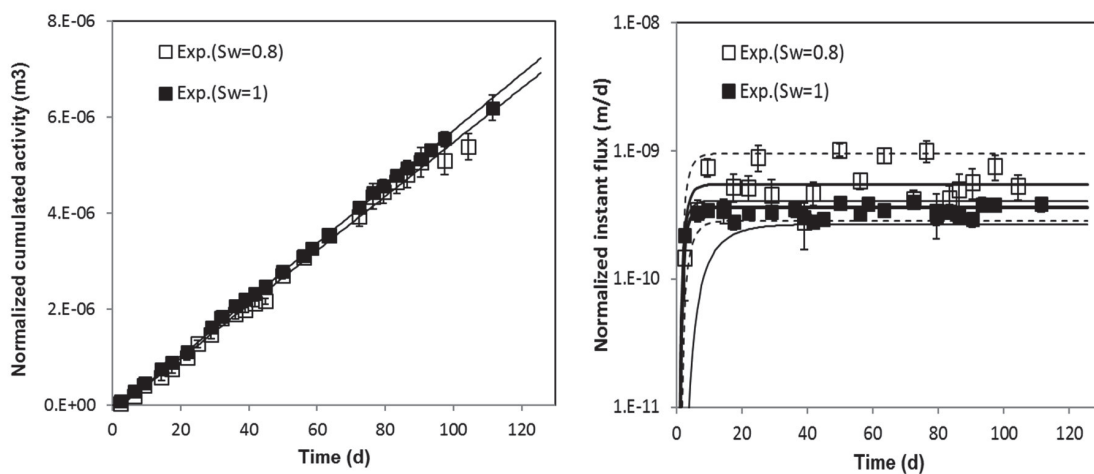 8.E-06
Exp.(Sw=0.8)
Exp.(Sw=1)
6.E-06
4.E-06
2.E-06
0.E+00
0 20 40 60 80 100 120
Time (d)
Normalized cumulated activity (m3)
1.E-08
Exp.(Sw=0.8)
Exp.(Sw=1)
1.E-09
1.E-10
1.E-11
0 20 40 60 80 100 120
Time (d)
Normalized instant flux (m/d)